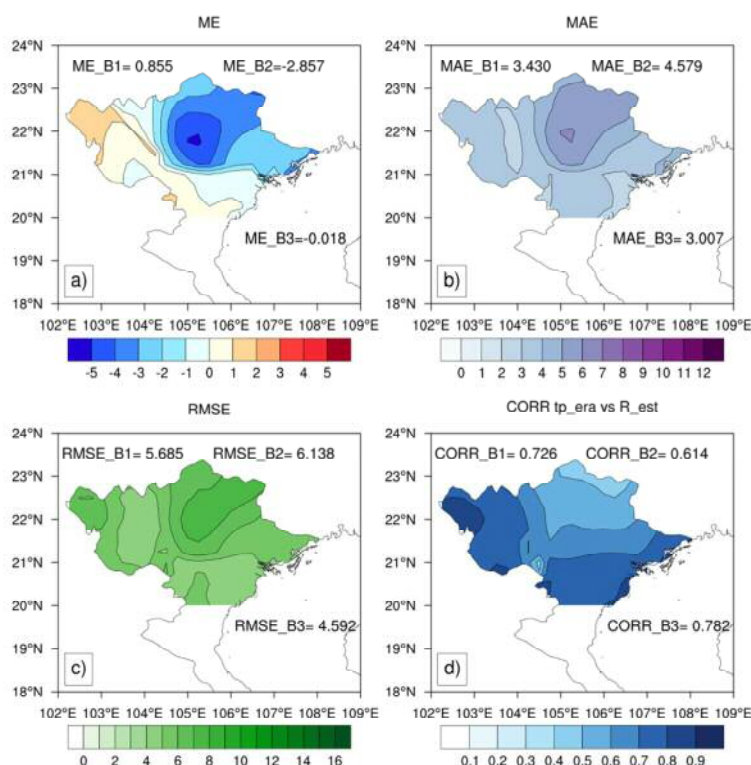 ME
MAE
24°N
23°N
22°N
21°N
20°N
19°N
18°N
ME_B1= 0.855
ME_B2=-2.857
ME_B3=-0.018
a)
102°E 103°E 104°E 105°E 106°E 107°E 108°E 109°E
-5 -4 -3 -2 -1 0 1 2 3 4 5
24°N
23°N
22°N
21°N
20°N
19°N
18°N
MAE_B1= 3.430
MAE_B2= 4.579
MAE_B3= 3.007
b)
102°E 103°E 104°E 105°E 106°E 107°E 108°E 109°E
0 1 2 3 4 5 6 7 8 9 10 11 12
RMSE
CORR tp_era vs R_est
24°N
23°N
22°N
21°N
20°N
19°N
18°N
RMSE_B1= 5.685
RMSE_B2= 6.138
RMSE_B3= 4.592
c)
102°E 103°E 104°E 105°E 106°E 107°E 108°E 109°E
0 2 4 6 8 10 12 14 16
24°N
23°N
22°N
21°N
20°N
19°N
18°N
CORR_B1= 0.726
CORR_B2= 0.614
CORR_B3= 0.782
d)
102°E 103°E 104°E 105°E 106°E 107°E 108°E 109°E
0.1 0.2 0.3 0.4 0.5 0.6 0.7 0.8 0.9